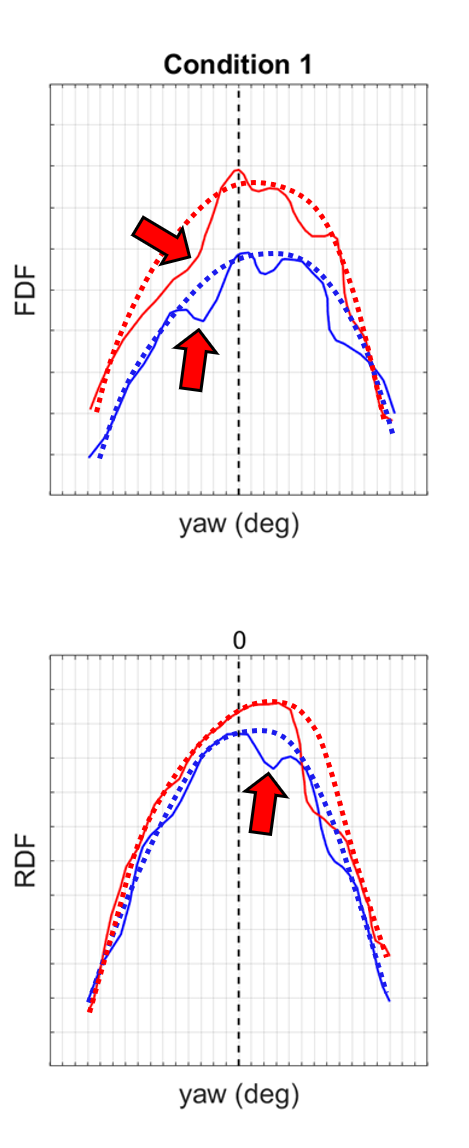 Condition 1
FDF
yaw (deg)
0
RDF
yaw (deg)